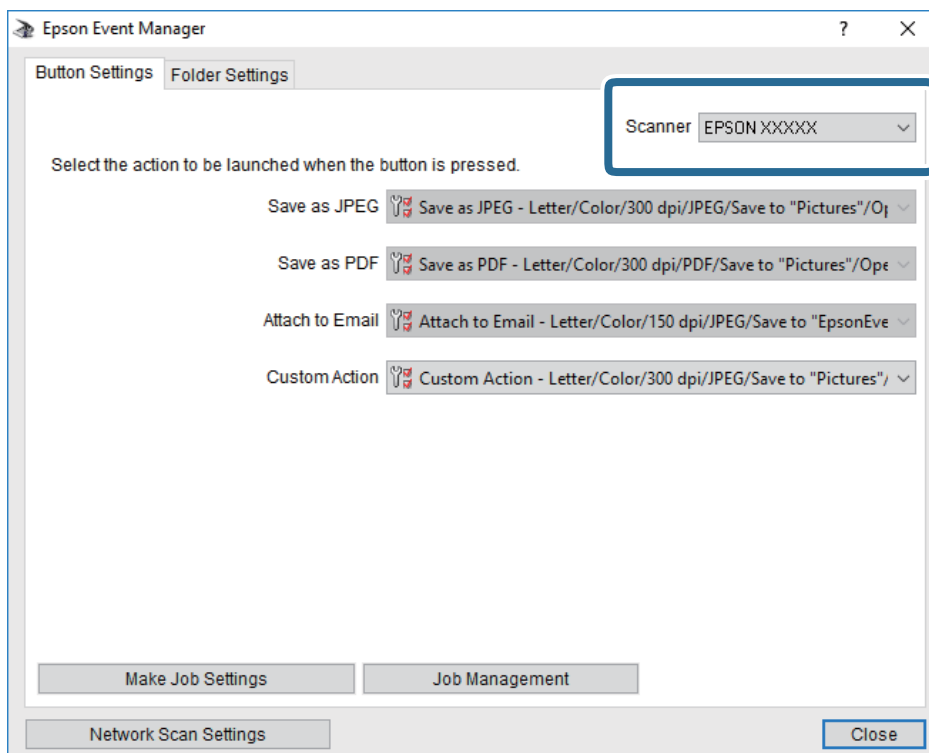 Epson Event Manager
Button Settings Folder Settings
Scanner EPSON XXXXX
Select the action to be launched when the button is pressed.
Save as JPEG Save as JPEG - Letter/Color/300 dpi/JPEG/Save to "Pictures"/Op
Save as PDF Save as PDF - Letter/Color/300 dpi/PDF/Save to "Pictures"/Ope
Attach to Email Attach to Email - Letter/Color/150 dpi/JPEG/Save to "EpsonEve
Custom Action Custom Action - Letter/Color/300 dpi/JPEG/Save to "Pictures"/
Make Job Settings Job Management
Network Scan Settings Close